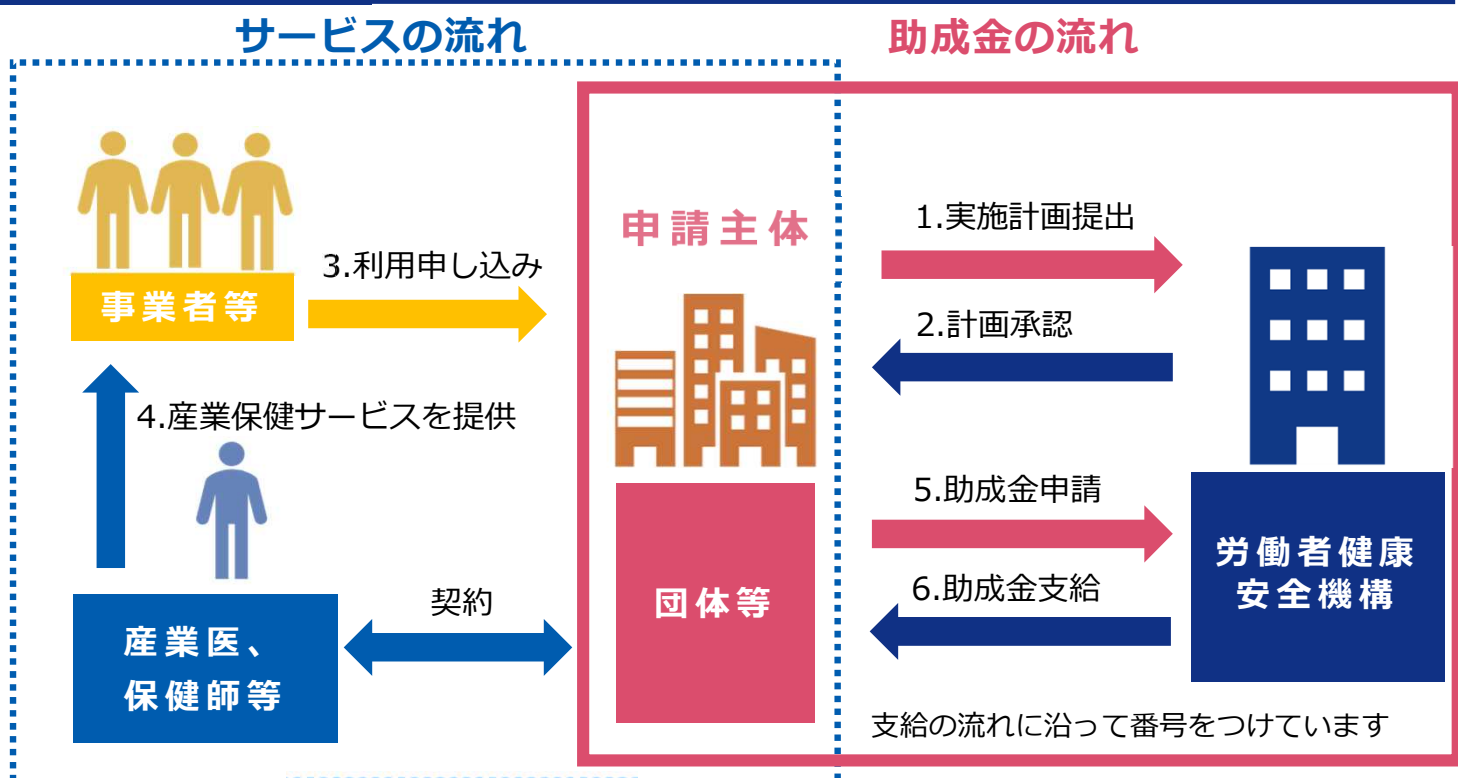 サービスの流れ
助成金の流れ
申請主体
1.実施計画提出
3.利用申し込み
事業者等
2.計画承認
4.産業保健サービスを提供
5.助成金申請
労働者健康
安全機構
6.助成金支給
契約
団体等
産業医、
保健師等
支給の流れに沿って番号をつけています